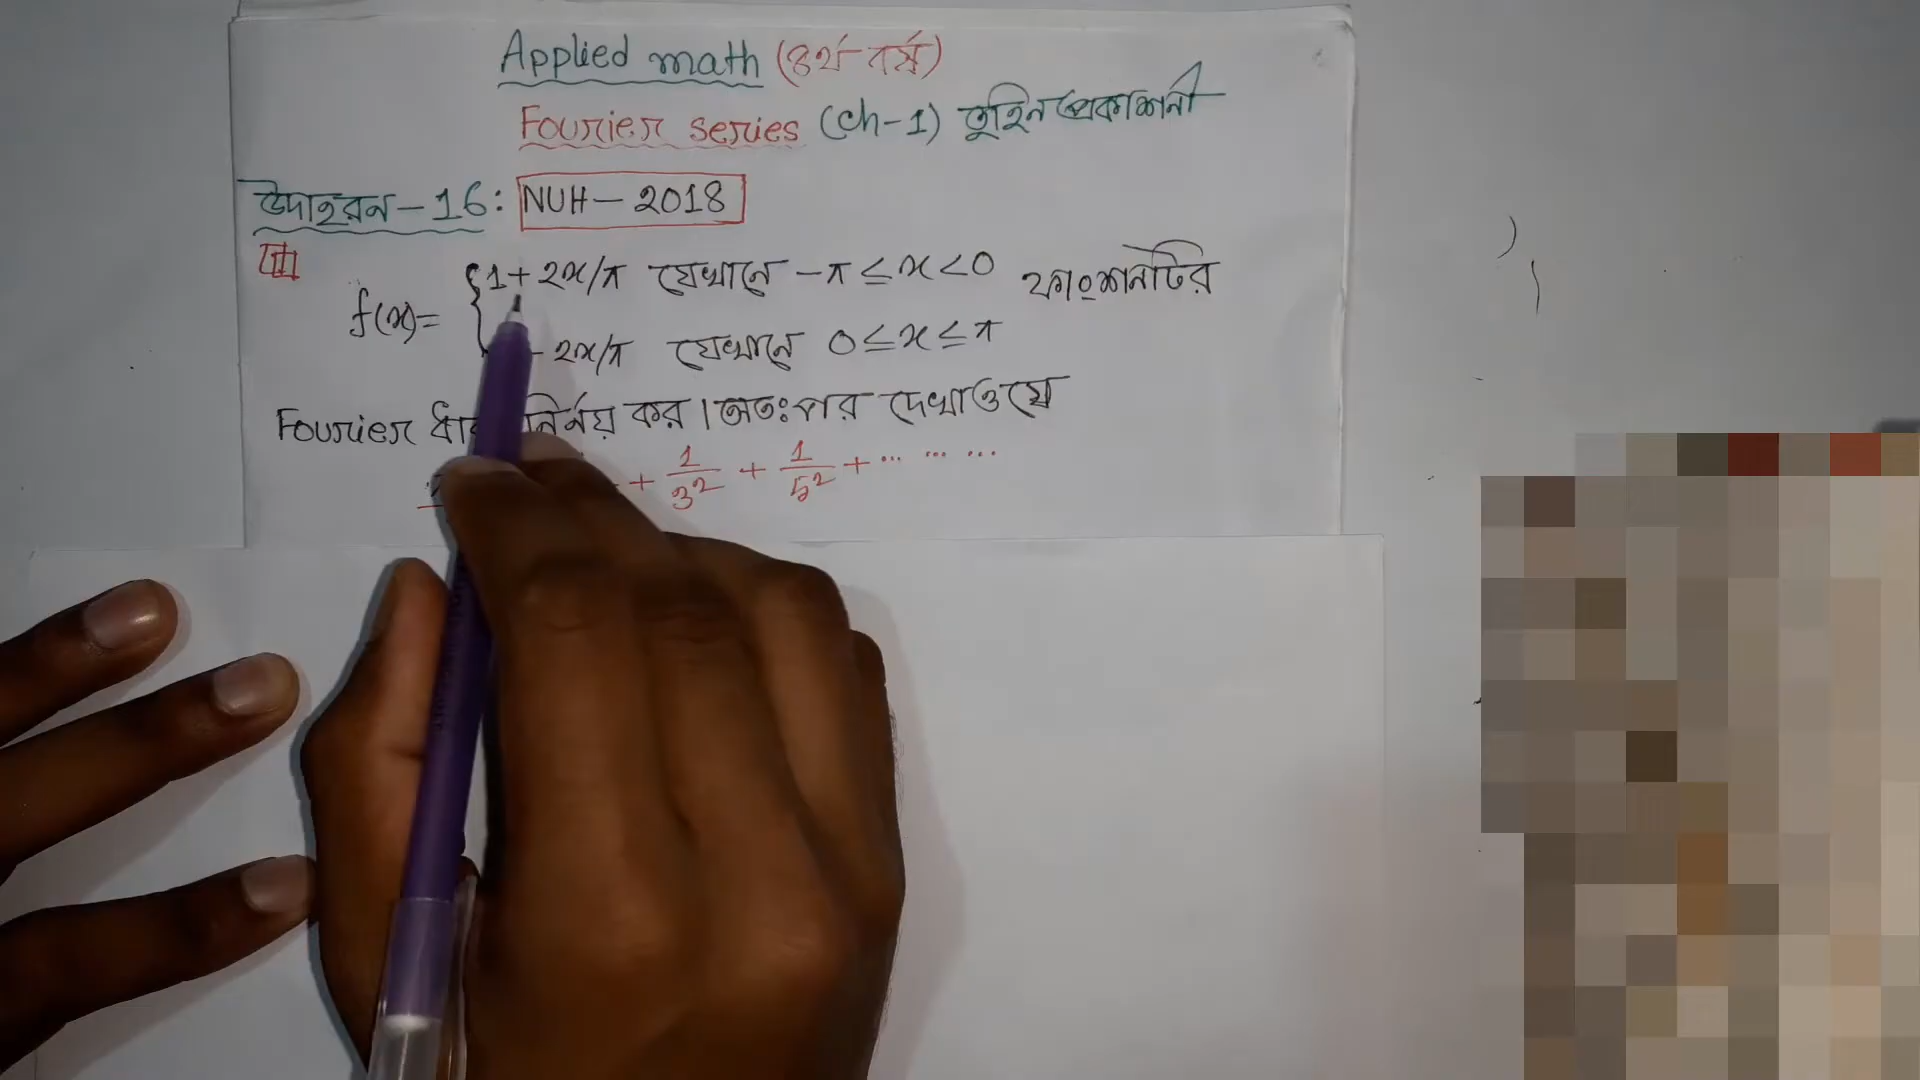 Applied math (৪র্থ বর্ষ)
Fourier series (ch-1) তুহিন প্রকাশনী
উদাহরন-16: NUH-2018
f(x)= {1+2x/π যেখানে -π≤x<0 ফাংশনটির
- 2x/π যেখানে 0≤x≤π
Fourier নির্নয় কর। অতঃপর দেখাও যে
+ 1/3² + 1/5² + ... ... ...